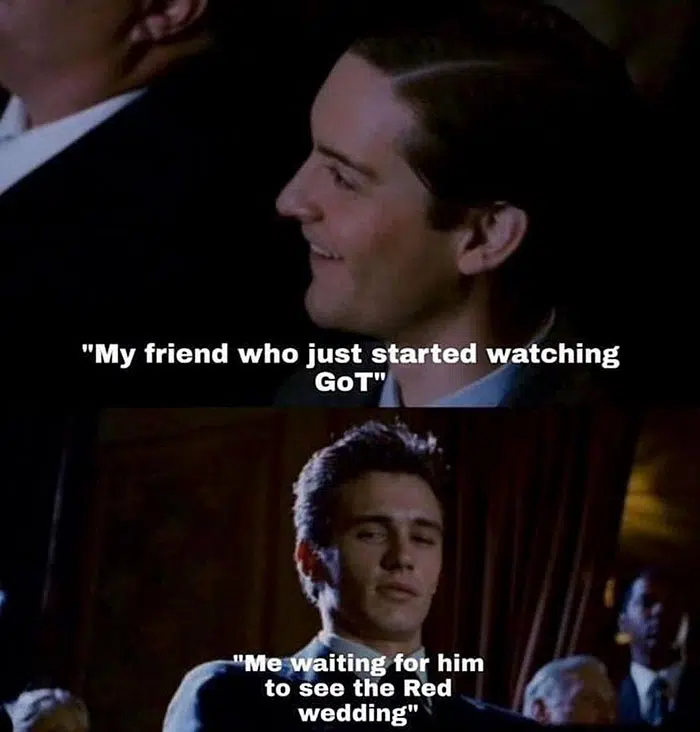 "My friend who just started watching
GoT"
"Me waiting for him
to see the Red
wedding"